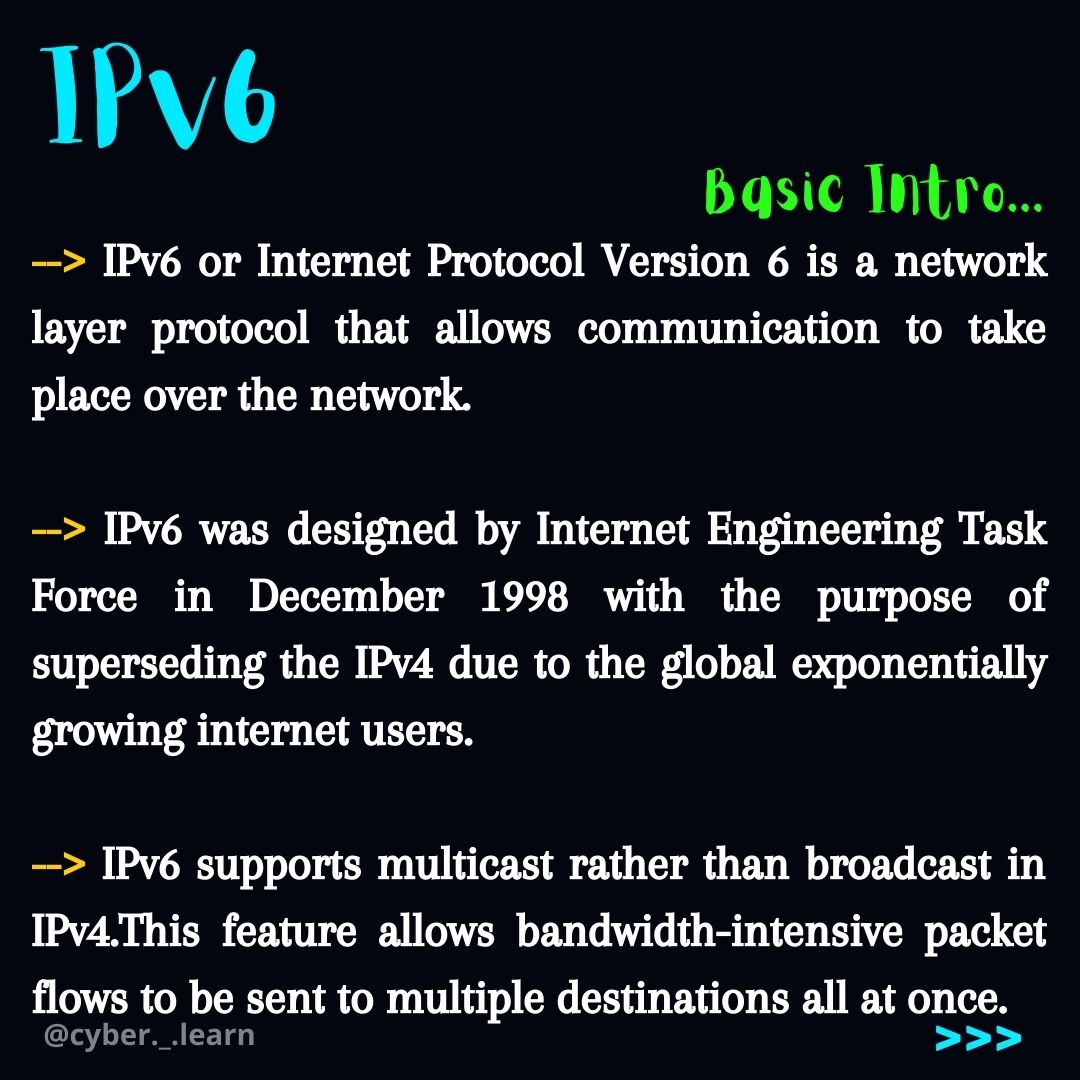 IPv6
Basic Intro...
--> IPv6 or Internet Protocol Version 6 is a network
layer protocol that allows communication to take
place over the network.
--> IPv6 was designed by Internet Engineering Task
Force in December 1998 with the purpose of
superseding the IPv4 due to the global exponentially
growing internet users.
--> IPv6 supports multicast rather than broadcast in
IPv4.This feature allows bandwidth-intensive packet
flows to be sent to multiple destinations all at once.
@cyber._.learn
>>>